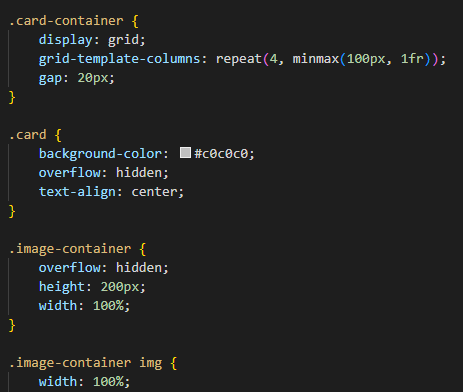 .card-container {
display: grid;
grid-template-columns: repeat(4, minmax(100px, 1fr));
gap: 20px;
}
.card {
background-color: #c0c0c0;
overflow: hidden;
text-align: center;
}
.image-container {
overflow: hidden;
height: 200px;
width: 100%;
}
.image-container img {
width: 100%;